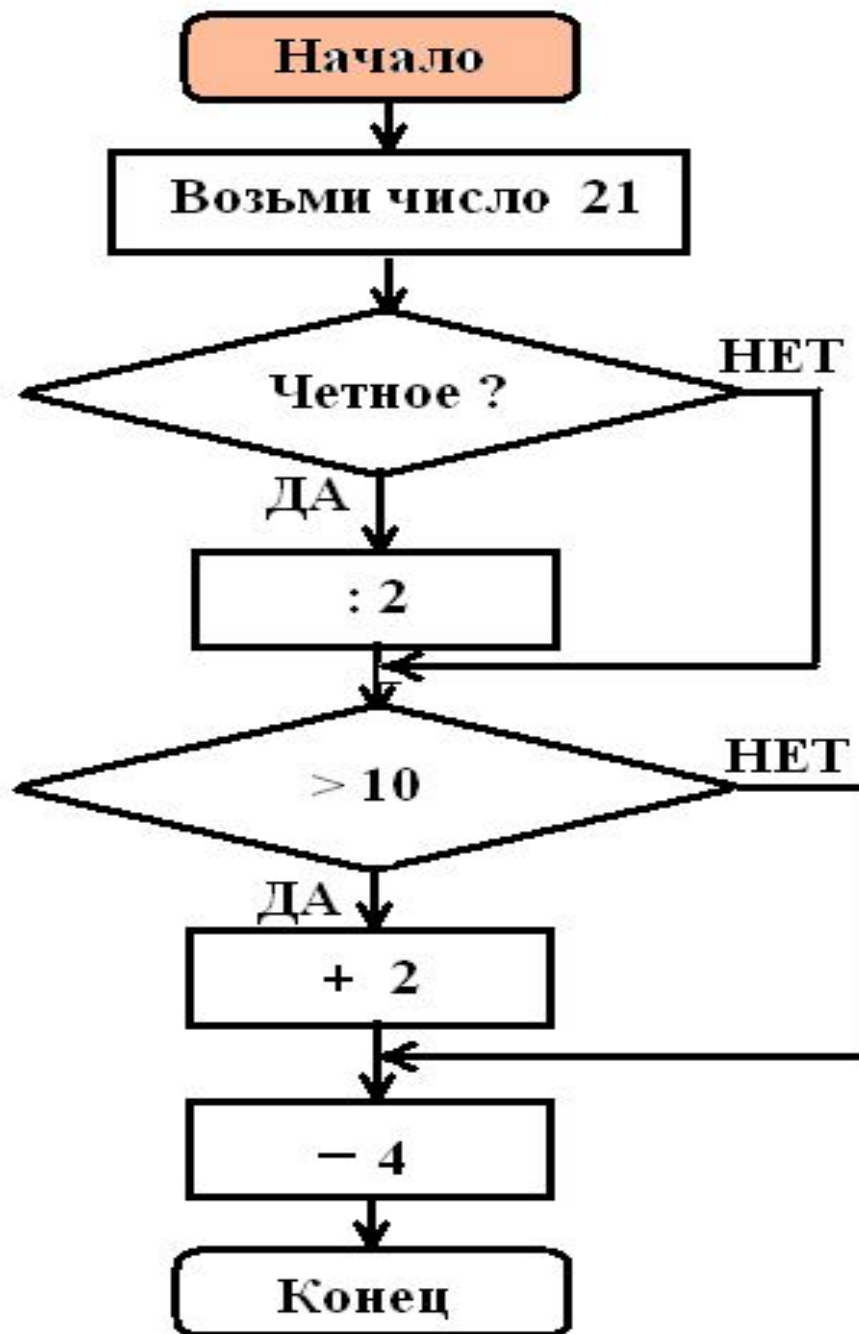 Начало
Возьми число 21
Четное ?
НЕТ
ДА
: 2
> 10
НЕТ
ДА
+ 2
− 4
Конец